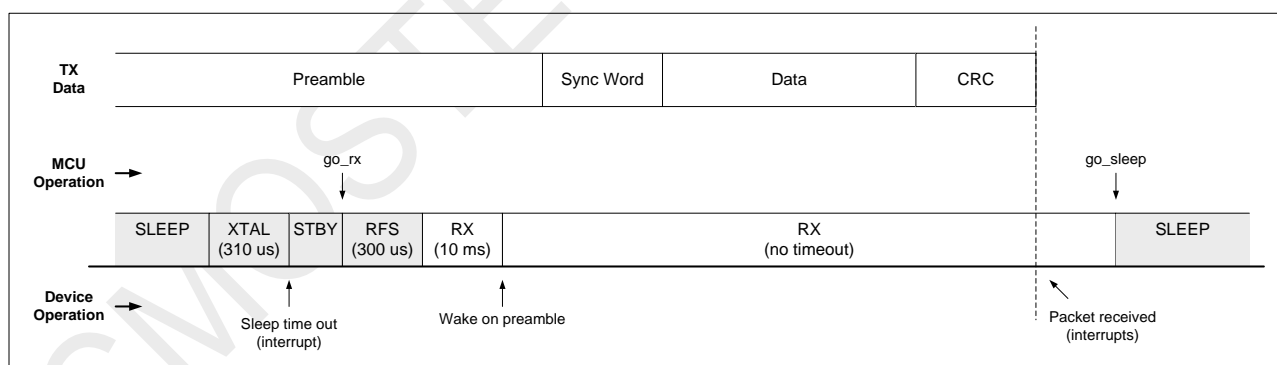 TX
Data
Preamble
Sync Word
Data
CRC
MCU
Operation
go_rx
go_sleep
SLEEP
XTAL
(310 us)
STBY
RFS
(300 us)
RX
(10 ms)
RX
(no timeout)
SLEEP
Device
Operation
Sleep time out
(interrupt)
Wake on preamble
Packet received
(interrupts)